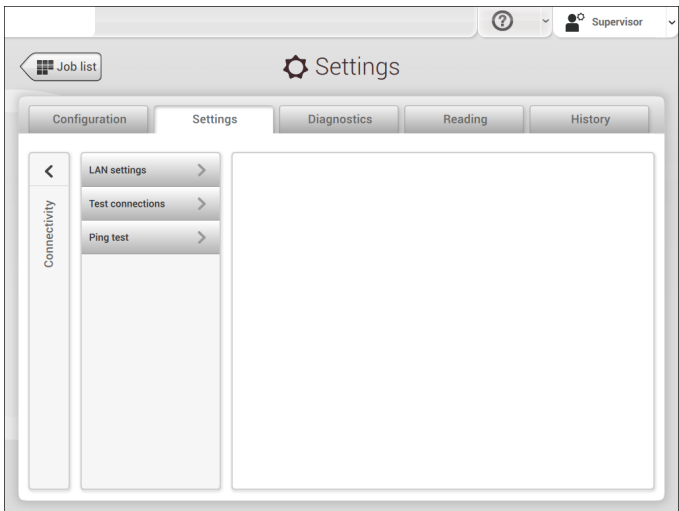 Supervisor
Job list
Settings
Configuration
Settings
Diagnostics
Reading
History
Connectivity
LAN settings
Test connections
Ping test